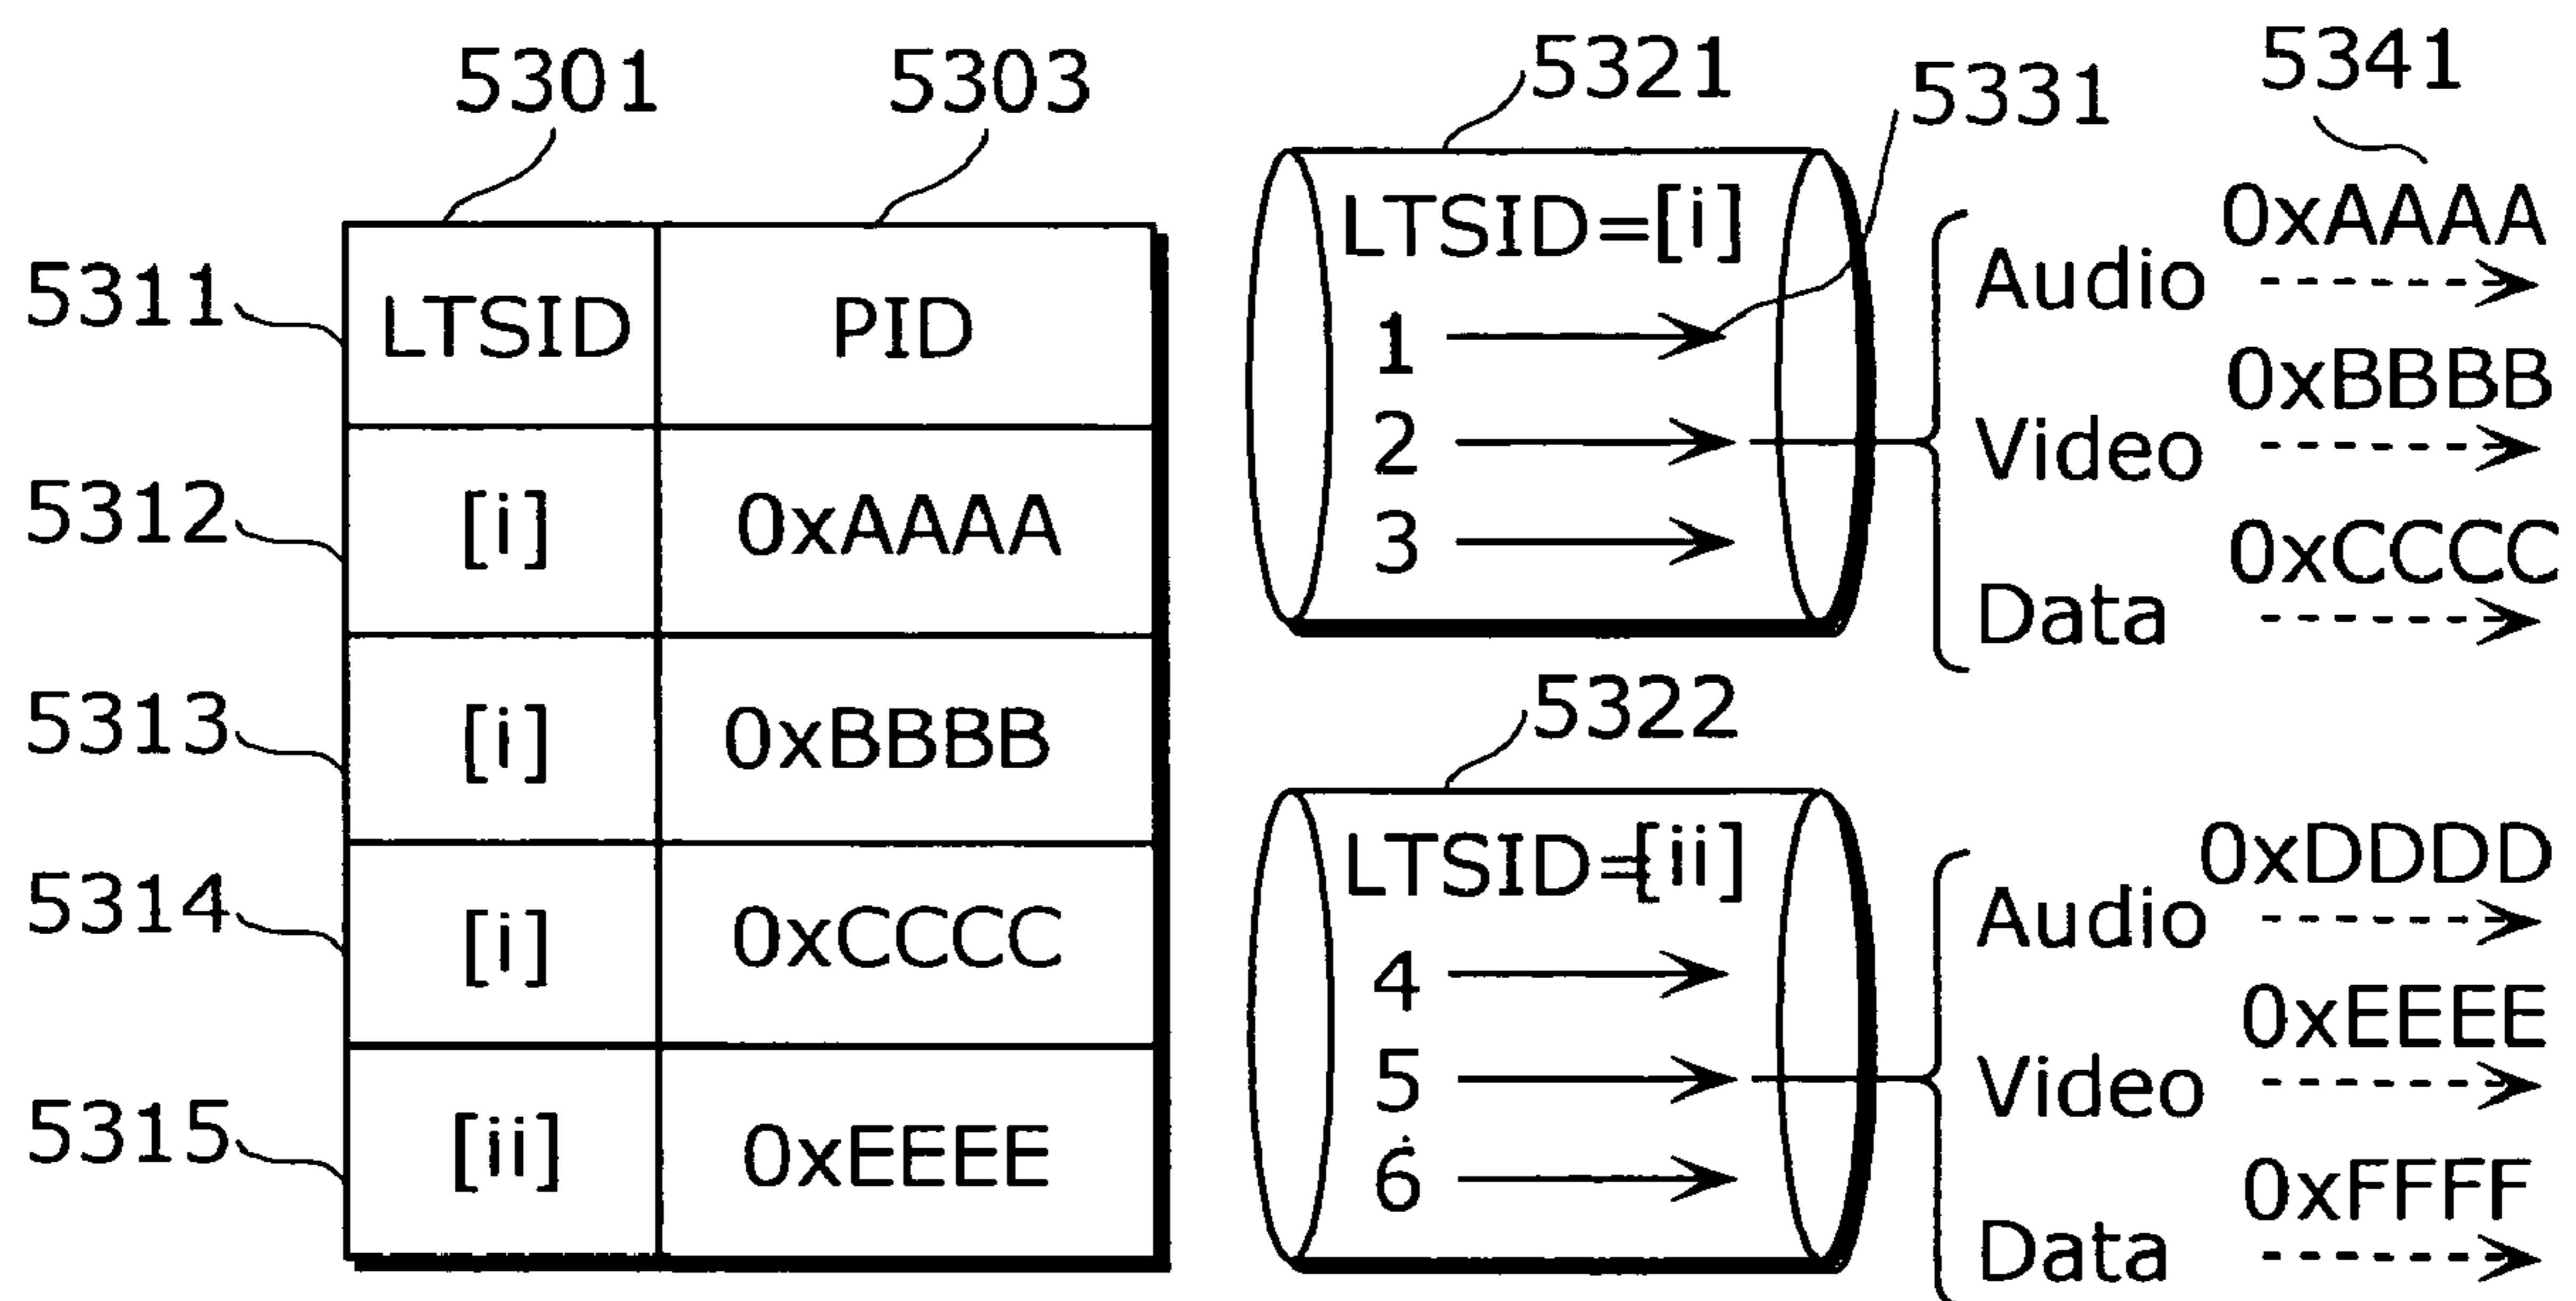 5301 5303
5311 LTSID PID
5312 [i] 0xAAAA
5313 [i] 0xBBBB
5314 [i] 0xCCCC
5315 [ii] 0xEEEE
5321
5331
5341
LTSID=[i]
1
2
3
Audio 0xAAAA
Video 0xBBBB
Data 0xCCCC
5322
LTSID=[ii]
4
5
6
Audio 0xDDDD
Video 0xEEEE
Data 0xFFFF